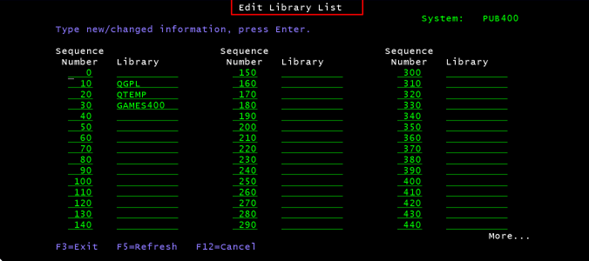 Edit Library List
System: PUB400
Type new/changed information, press Enter.
Sequence Sequence Sequence
Number Library Number Library Number Library
0 150 300
10 QGPL 160 310
20 QTEMP 170 320
30 GAMES400 180 330
40 190 340
50 200 350
60 210 360
70 220 370
80 230 380
90 240 390
100 250 400
110 260 410
120 270 420
130 280 430
140 290 440
More...
F3=Exit F5=Refresh F12=Cancel